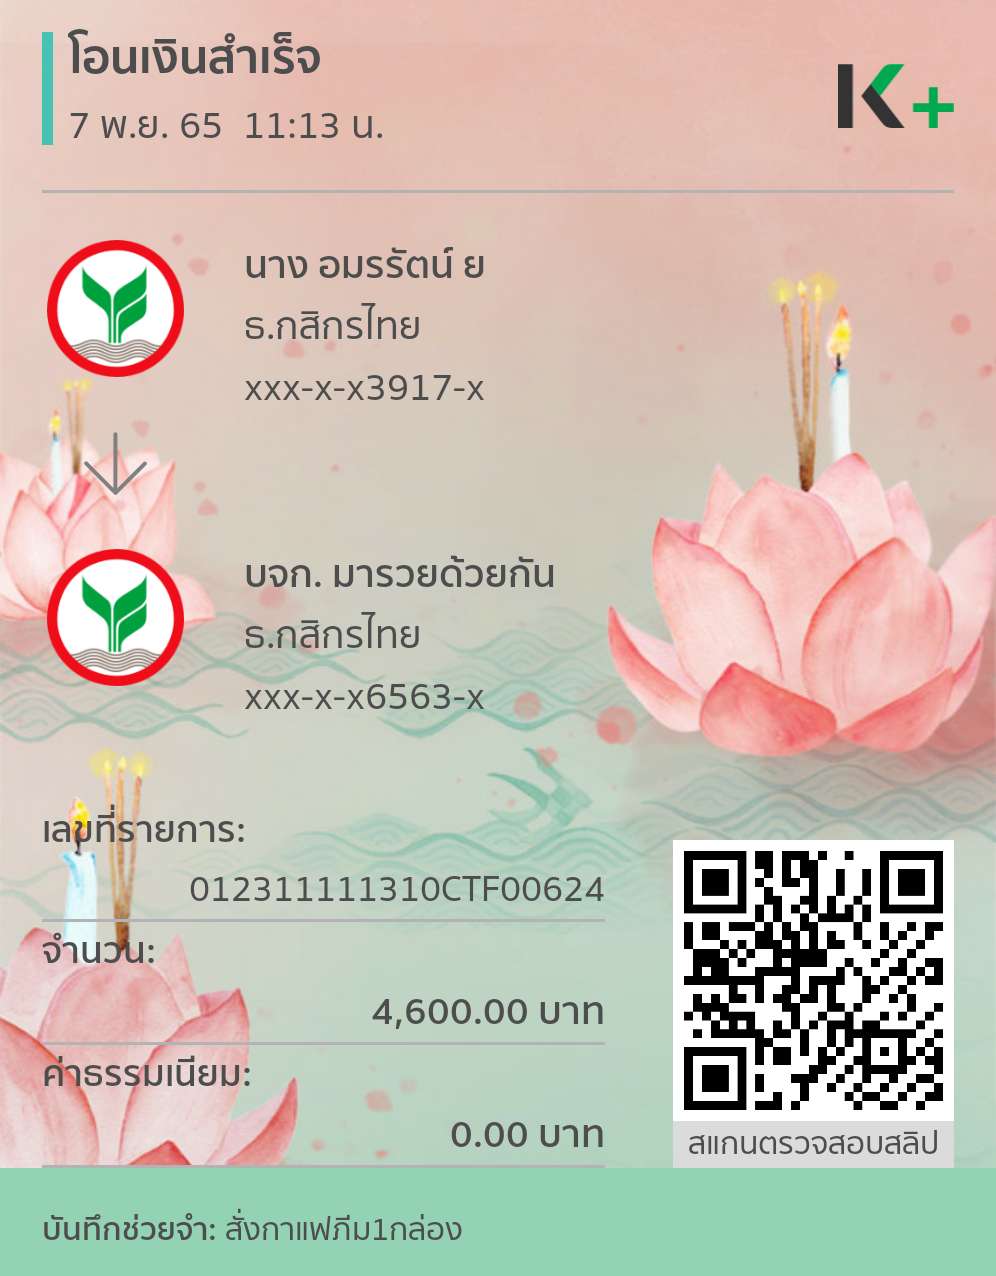 โอนเงินสำเร็จ
7 พ.ย. 65 11:13 น.
K+
นาง อมรรัตน์ ย
ธ.กสิกรไทย
xxx-x-x3917-x
บจก. มารวยด้วยกัน
ธ.กสิกรไทย
xxx-x-x6563-x
เลขที่รายการ:
012311111310CTF00624
จำนวน:
4,600.00 บาท
ค่าธรรมเนียม:
0.00 บาท
สแกนตรวจสอบสลิป
บันทึกช่วยจำ: สั่งกาแฟภีม1กล่อง